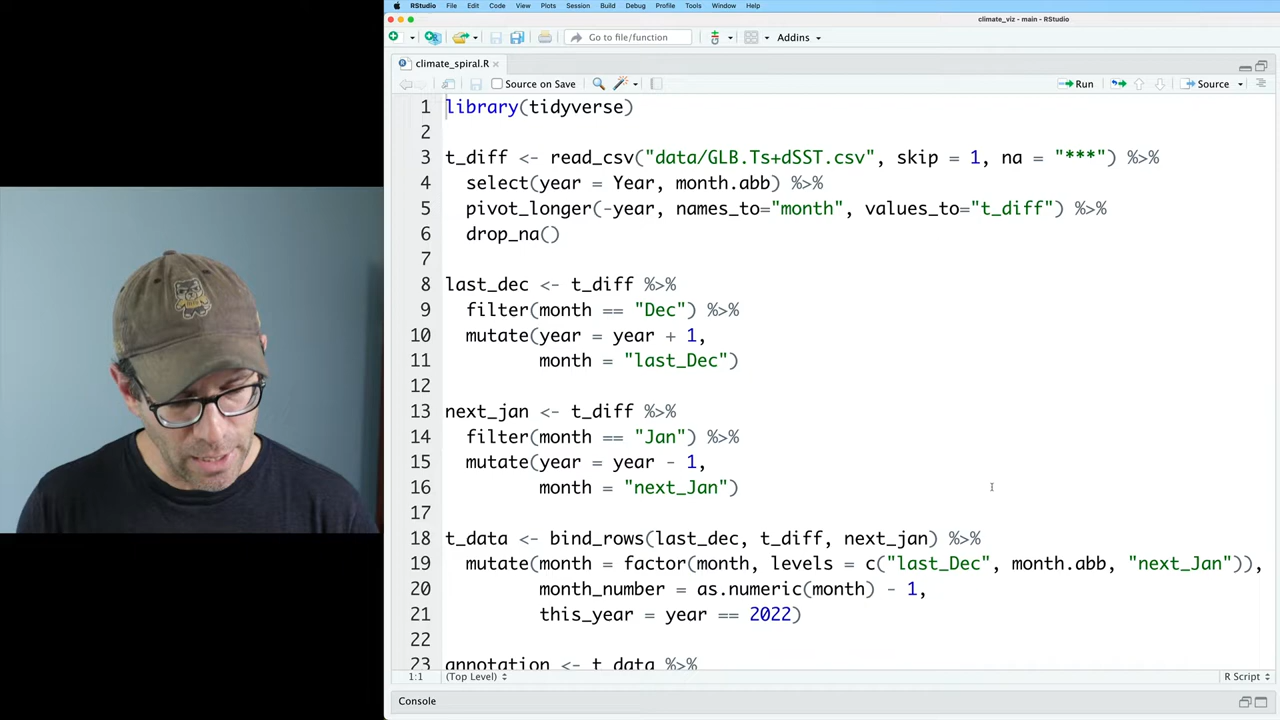 RStudio File Edit Code View Plots Session Build Debug Profile Tools Window Help
climate_viz - main - RStudio
Go to file/function Addins
climate_spiral.R
Source on Save Run Source
1 library(tidyverse)
2
3 t_diff <- read_csv("data/GLB.Ts+dSST.csv", skip = 1, na = "***") %>%
4 select(year = Year, month.abb) %>%
5 pivot_longer(-year, names_to="month", values_to="t_diff") %>%
6 drop_na()
7
8 last_dec <- t_diff %>%
9 filter(month == "Dec") %>%
10 mutate(year = year + 1,
11 month = "last_Dec")
12
13 next_jan <- t_diff %>%
14 filter(month == "Jan") %>%
15 mutate(year = year - 1,
16 month = "next_Jan")
17
18 t_data <- bind_rows(last_dec, t_diff, next_jan) %>%
19 mutate(month = factor(month, levels = c("last_Dec", month.abb, "next_Jan")),
20 month_number = as.numeric(month) - 1,
21 this_year = year == 2022)
22
23 annotation <- t_data %>%
1:1 (Top Level) R Script
Console